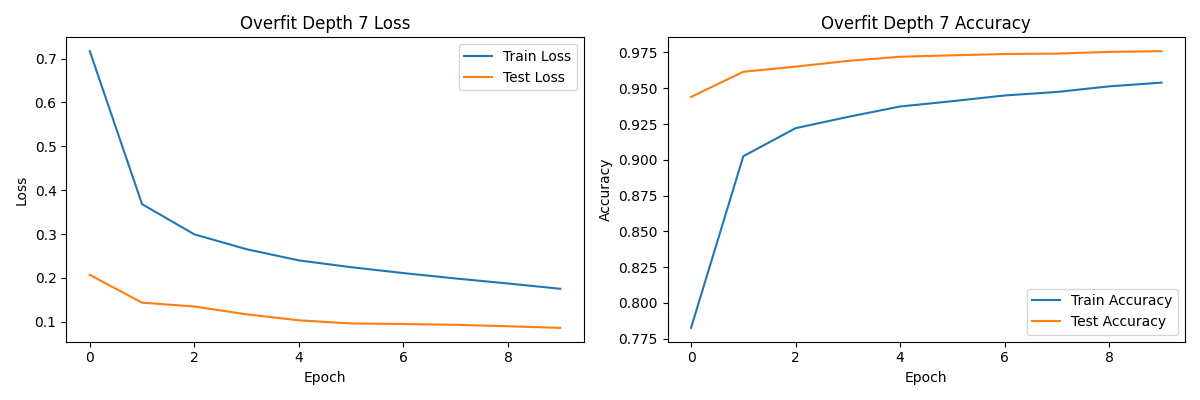 Overfit Depth 7 Loss
Loss
0.7
0.6
0.5
0.4
0.3
0.2
0.1
Train Loss
Test Loss
0 2 4 6 8
Epoch
Overfit Depth 7 Accuracy
Accuracy
0.975
0.950
0.925
0.900
0.875
0.850
0.825
0.800
0.775
Train Accuracy
Test Accuracy
0 2 4 6 8
Epoch